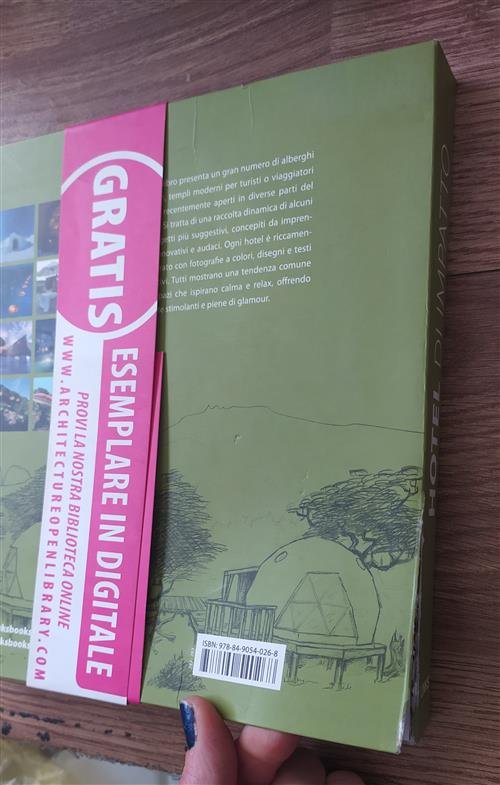 libro presenta un gran numero di alberghi
templi moderni per turisti o viaggiatori
recentemente aperti in diverse parti del
Si tratta di una raccolta dinamica di alcuni
più suggestivi, concepiti da impren-
e audaci. Ogni hotel è riccamen-
con fotografie a colori, disegni e testi
Tutti mostrano una tendenza comune
che ispirano calma e relax, offrendo
stimolanti e piene di glamour.
GRATIS
ESEMPLARE IN DIGITALE
PROVI LA NOSTRA BIBLIOTECA ONLINE
WWW.ARCHITECTUREOPENLIBRARY.COM
ISBN: 978-84-9054-026-8
HOTEL DI IMPATTO